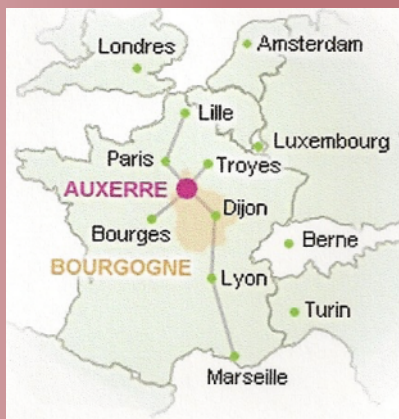 Londres
Amsterdam
Lille
Luxembourg
Paris
Troyes
AUXERRE
Dijon
Bourges
Berne
BOURGOGNE
Lyon
Turin
Marseille